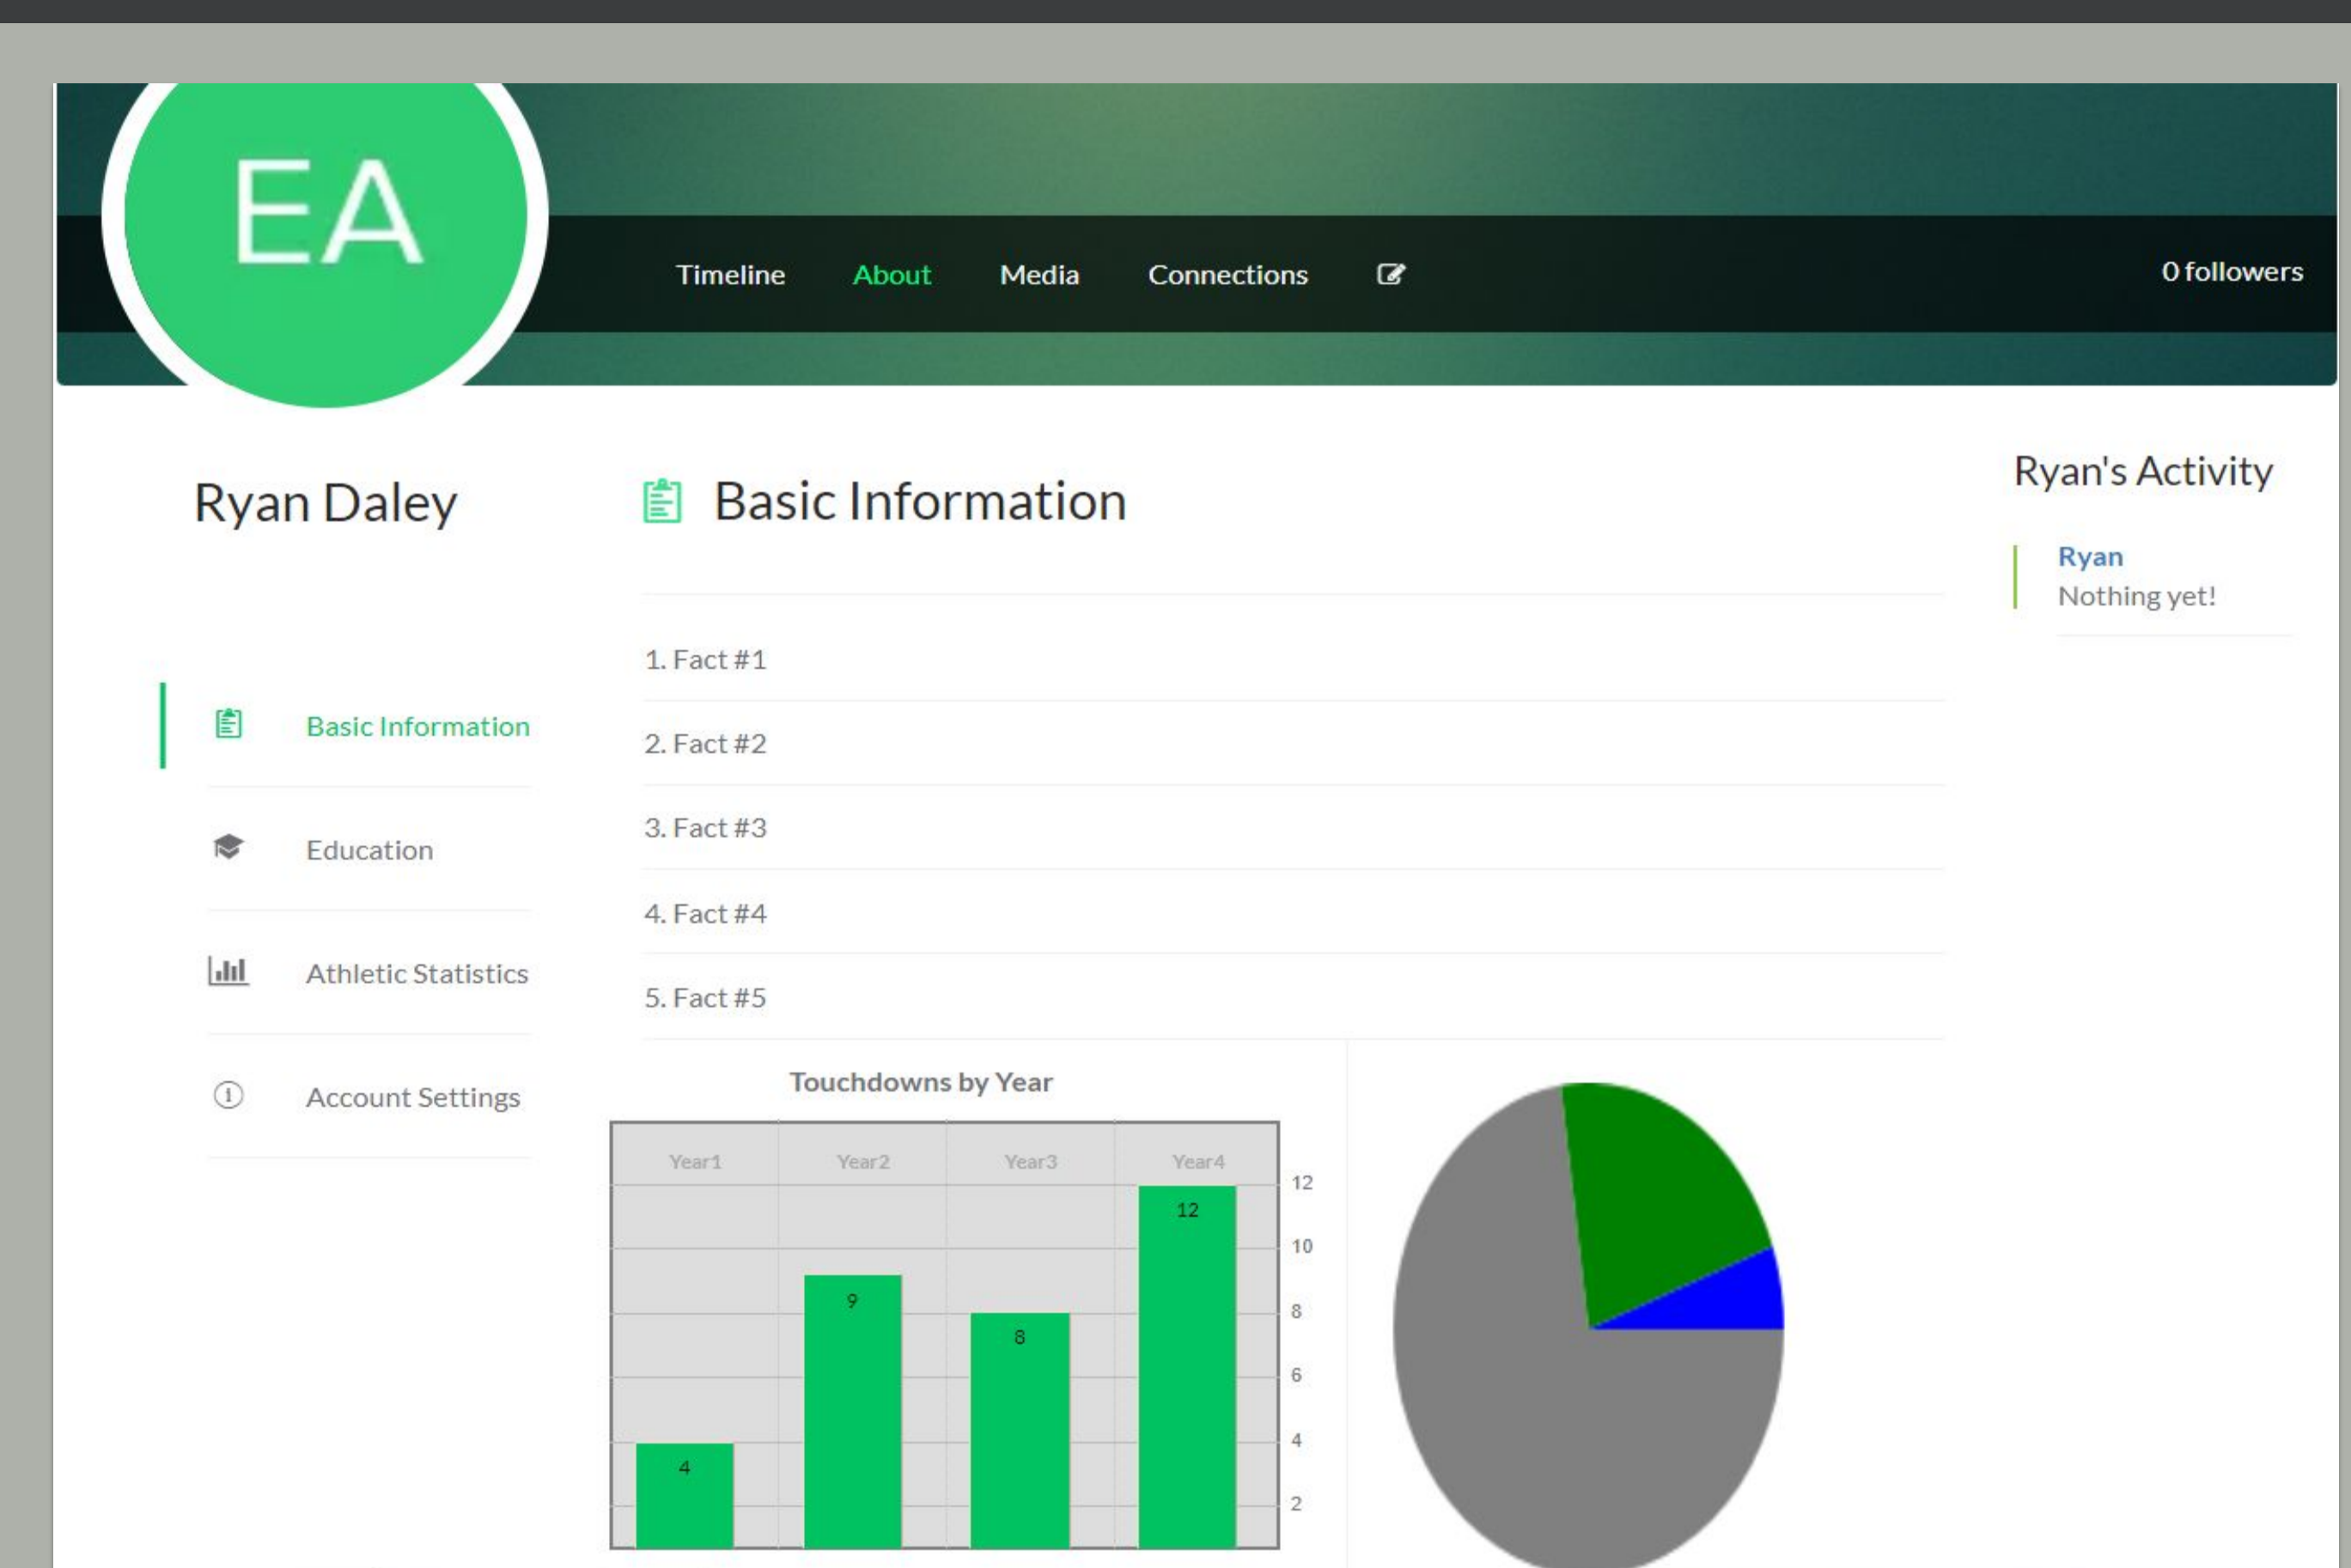 EA
Timeline About Media Connections 0 followers
Ryan Daley
Basic Information
Education
Athletic Statistics
Account Settings
Basic Information
1. Fact #1
2. Fact #2
3. Fact #3
4. Fact #4
5. Fact #5
Touchdowns by Year
Year1 Year2 Year3 Year4
12
10
8
6
4
2
4 9 8 12
Ryan's Activity
Ryan
Nothing yet!